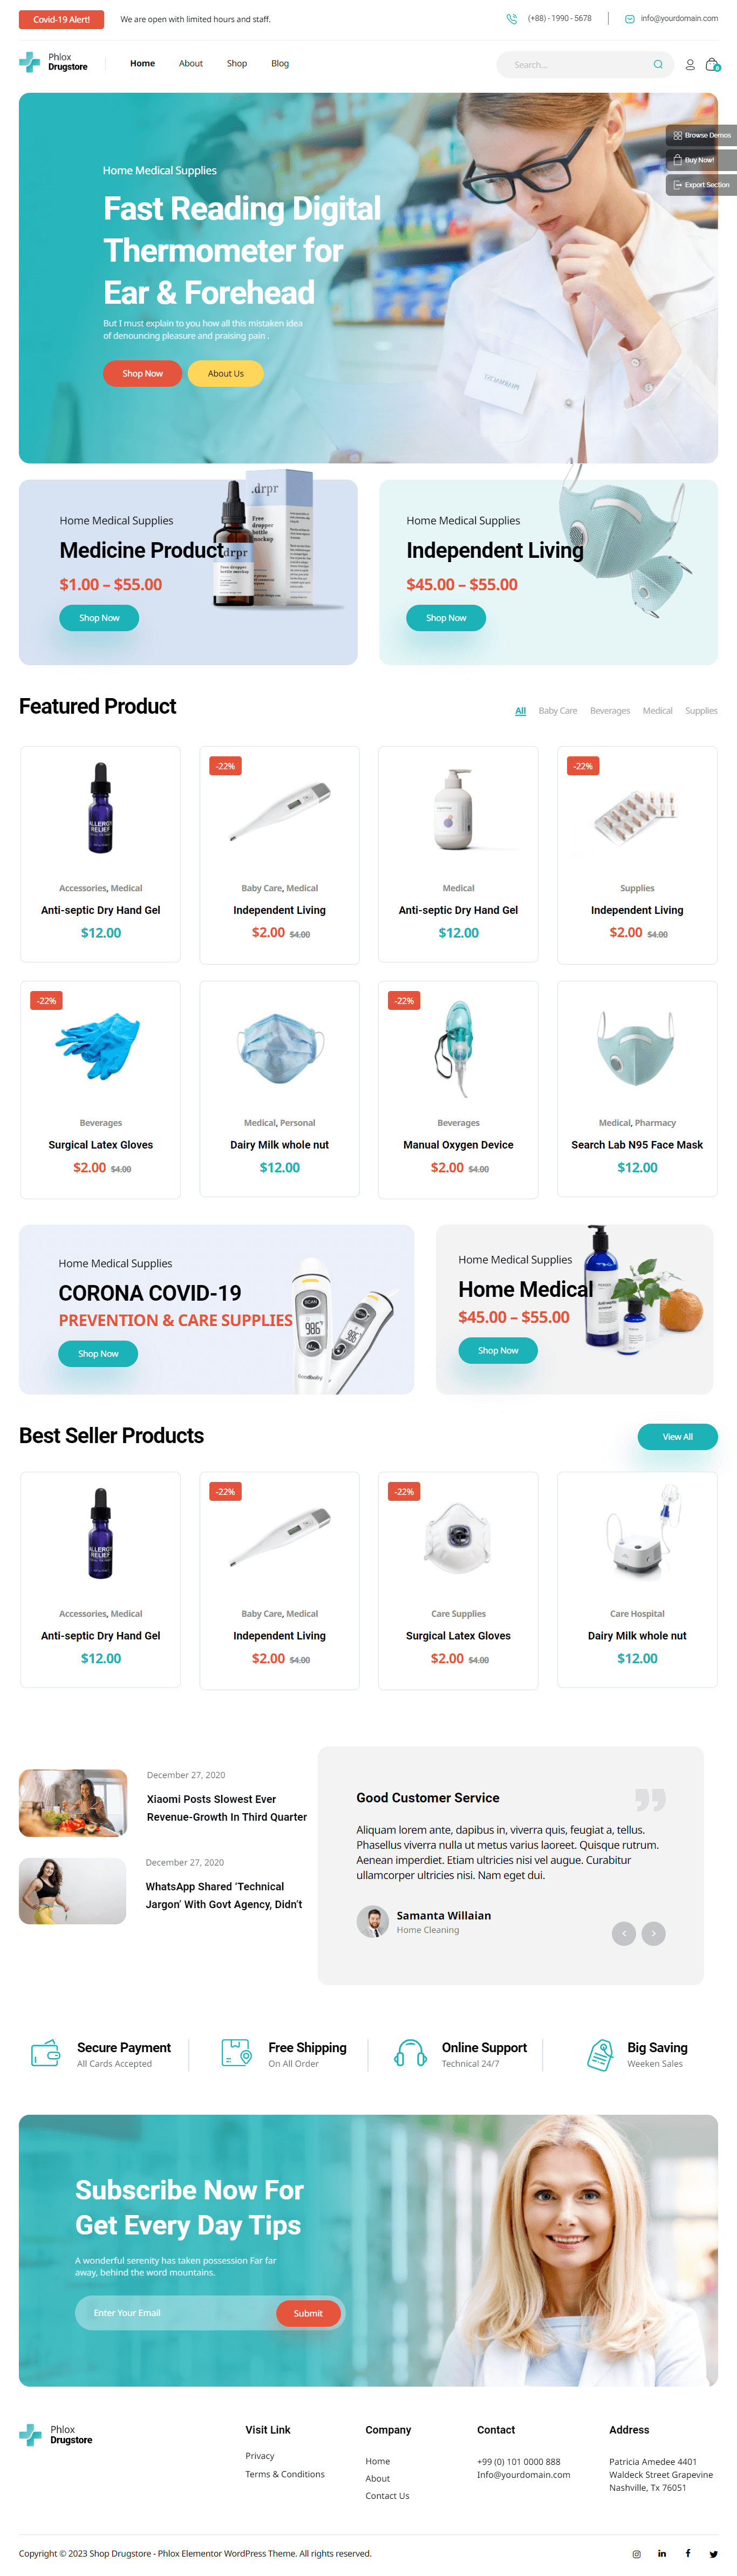 Covid-19 Alert!
We are open with limited hours and staff.
(+88) - 1990 - 5678
info@yourdomain.com
Phlox
Drugstore
Home
About
Shop
Blog
Search...
0
Browse Demos
Buy Now!
Export Section
Home Medical Supplies
Fast Reading Digital
Thermometer for
Ear & Forehead
But I must explain to you how all this mistaken idea
of denouncing pleasure and praising pain .
Shop Now
About Us
Home Medical Supplies
Medicine Product
$1.00 – $55.00
Shop Now
.drpr
Free
dropper
bottle
mockup
drpr
Free dropper
bottle mockup
Home Medical Supplies
Independent Living
$45.00 – $55.00
Shop Now
Featured Product
All
Baby Care
Beverages
Medical
Supplies
ALLERGY
RELIEF
Accessories, Medical
Anti-septic Dry Hand Gel
$12.00
-22%
Baby Care, Medical
Independent Living
$2.00 $4.00
Medical
Anti-septic Dry Hand Gel
$12.00
-22%
Supplies
Independent Living
$2.00 $4.00
-22%
Beverages
Surgical Latex Gloves
$2.00 $4.00
Medical, Personal
Dairy Milk whole nut
$12.00
-22%
Beverages
Manual Oxygen Device
$2.00 $4.00
Medical, Pharmacy
Search Lab N95 Face Mask
$12.00
Home Medical Supplies
CORONA COVID-19
PREVENTION & CARE SUPPLIES
Shop Now
SCAN
98.6
Goodbaby
Home Medical Supplies
Home Medical
$45.00 – $55.00
Shop Now
Best Seller Products
View All
ALLERGY
RELIEF
Accessories, Medical
Anti-septic Dry Hand Gel
$12.00
-22%
Baby Care, Medical
Independent Living
$2.00 $4.00
-22%
Care Supplies
Surgical Latex Gloves
$2.00 $4.00
Care Hospital
Dairy Milk whole nut
$12.00
December 27, 2020
Xiaomi Posts Slowest Ever
Revenue-Growth In Third Quarter
December 27, 2020
WhatsApp Shared ‘Technical
Jargon’ With Govt Agency, Didn’t
Good Customer Service
Aliquam lorem ante, dapibus in, viverra quis, feugiat a, tellus.
Phasellus viverra nulla ut metus varius laoreet. Quisque rutrum.
Aenean imperdiet. Etiam ultricies nisi vel augue. Curabitur
ullamcorper ultricies nisi. Nam eget dui.
Samanta Willaian
Home Cleaning
Secure Payment
All Cards Accepted
Free Shipping
On All Order
Online Support
Technical 24/7
Big Saving
Weeken Sales
Subscribe Now For
Get Every Day Tips
A wonderful serenity has taken possession Far far
away, behind the word mountains.
Enter Your Email
Submit
Phlox
Drugstore
Visit Link
Privacy
Terms & Conditions
Company
Home
About
Contact Us
Contact
+99 (0) 101 0000 888
Info@yourdomain.com
Address
Patricia Amedee 4401
Waldeck Street Grapevine
Nashville, Tx 76051
Copyright © 2023 Shop Drugstore - Phlox Elementor WordPress Theme. All rights reserved.